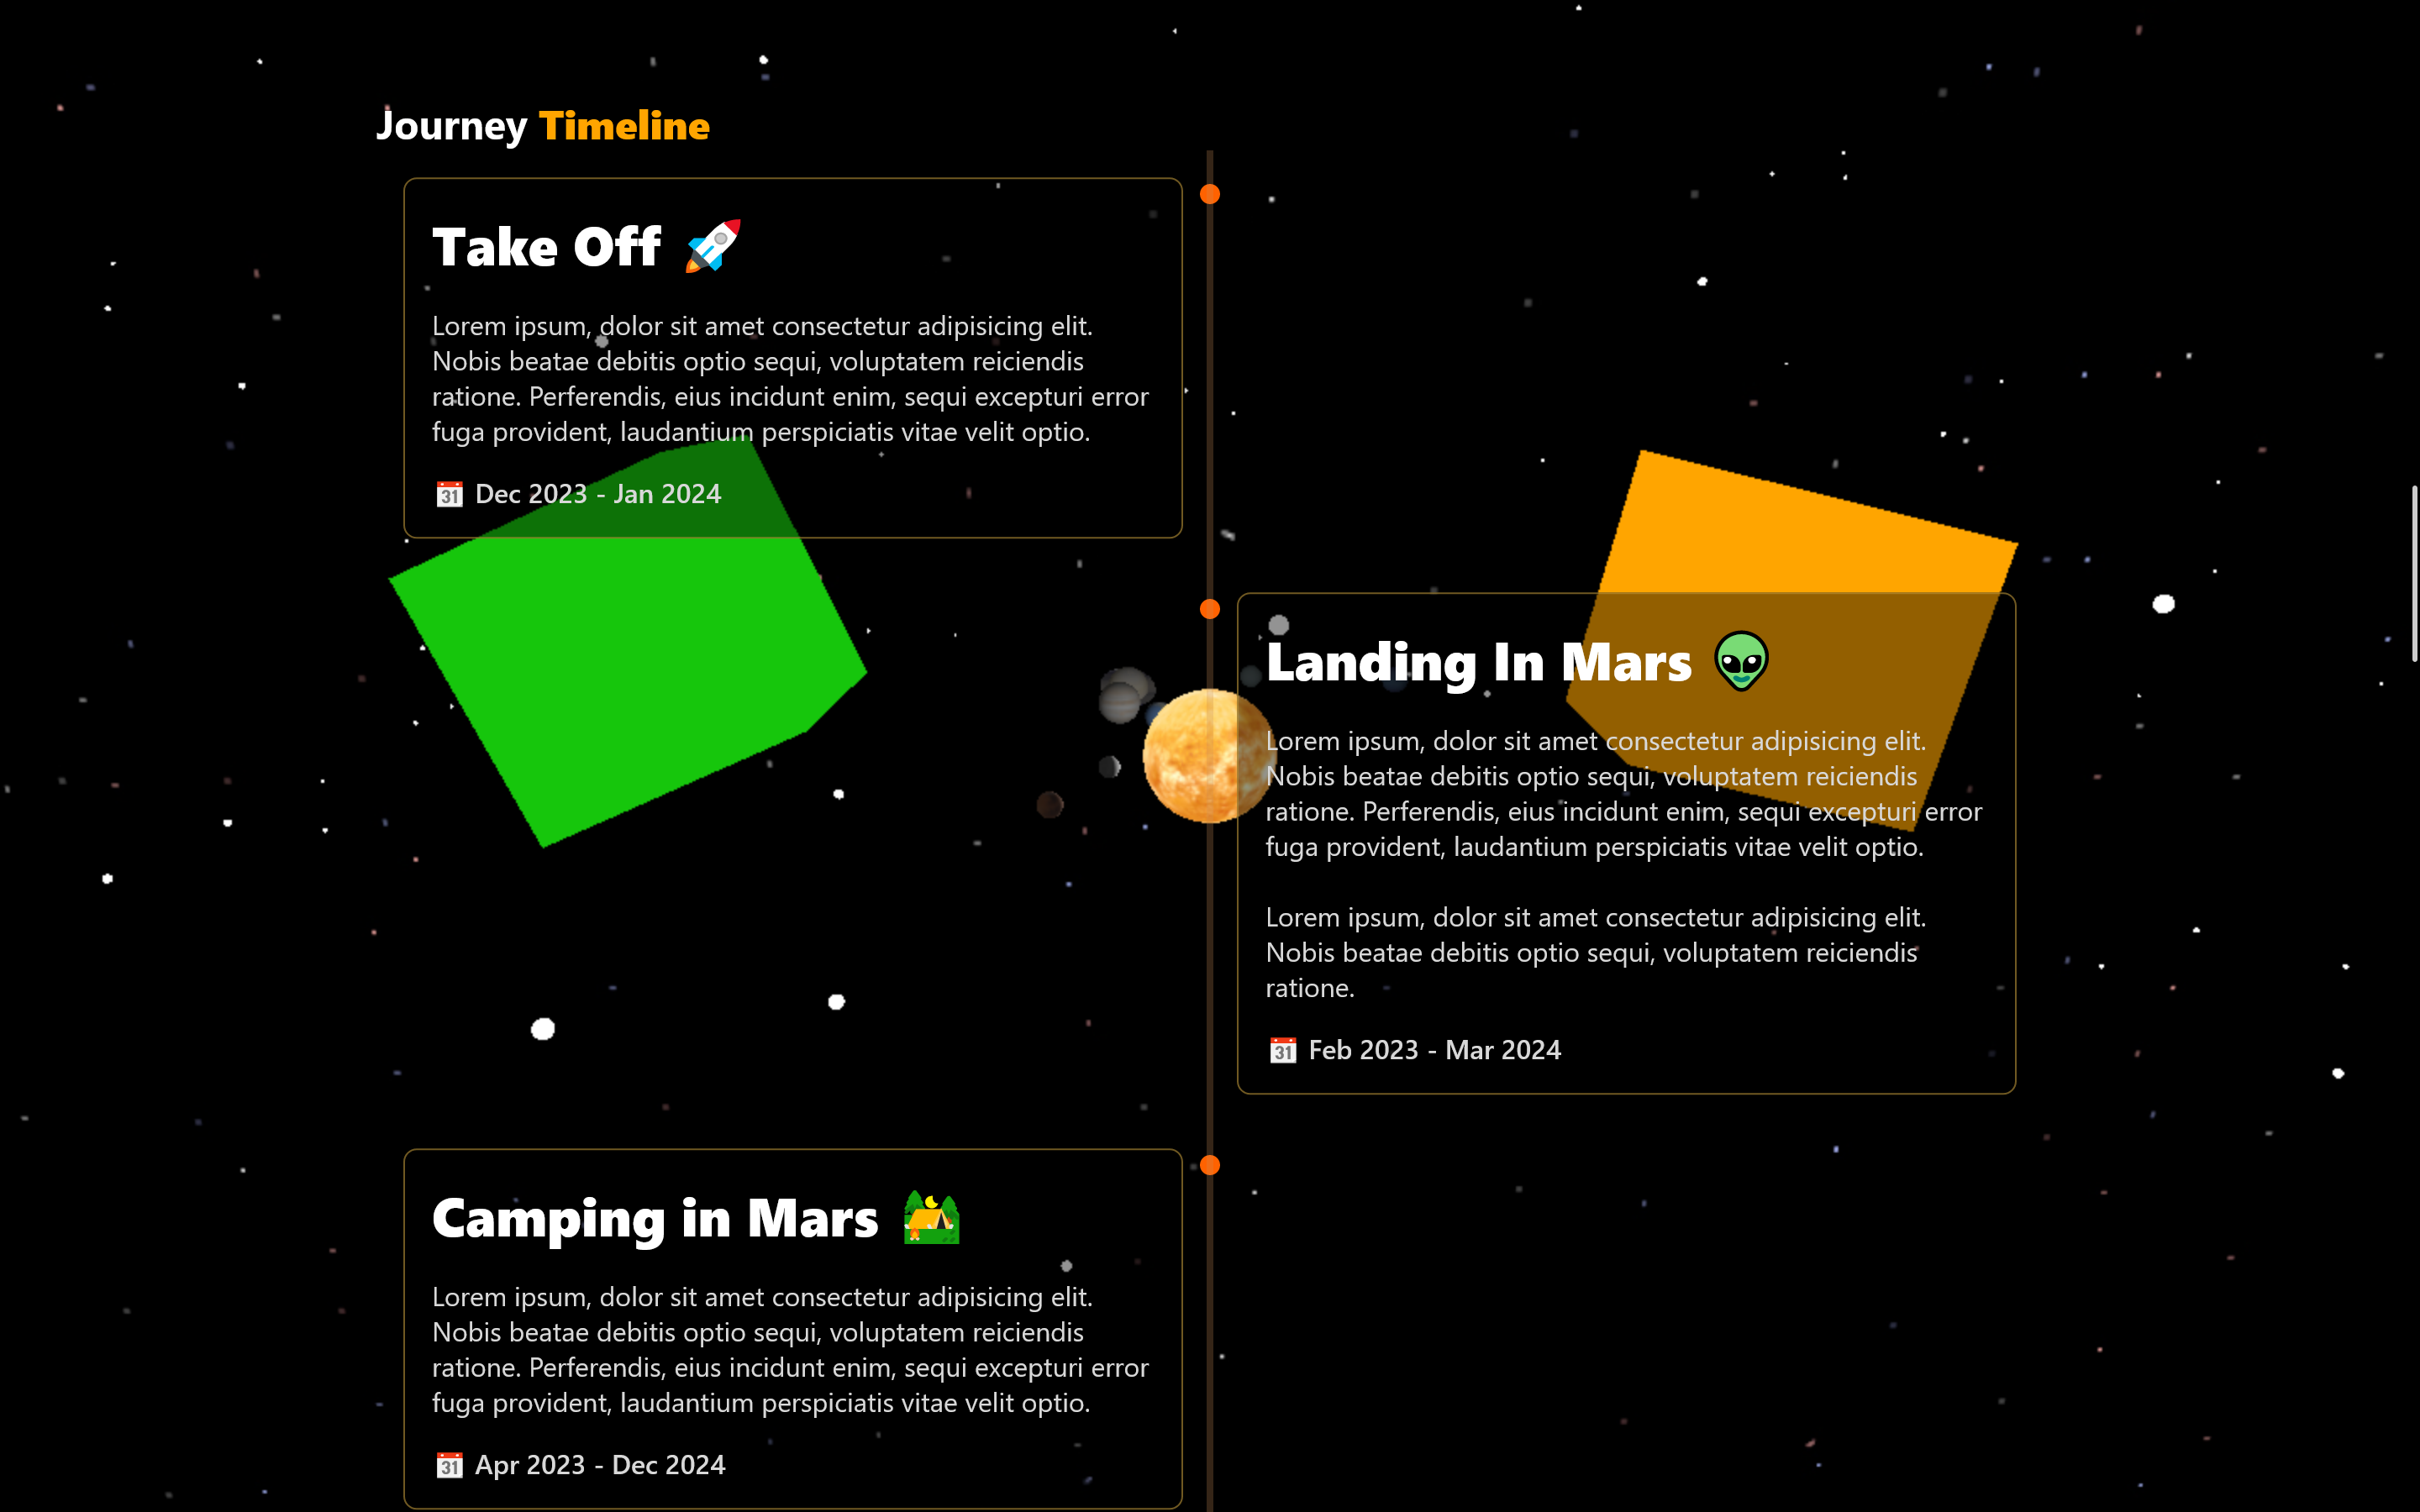 Journey Timeline
Take Off 🚀
Lorem ipsum, dolor sit amet consectetur adipisicing elit.
Nobis beatae debitis optio sequi, voluptatem reiciendis
ratione. Perferendis, eius incidunt enim, sequi excepturi error
fuga provident, laudantium perspiciatis vitae velit optio.
📅 Dec 2023 - Jan 2024
Landing In Mars 👽
Lorem ipsum, dolor sit amet consectetur adipisicing elit.
Nobis beatae debitis optio sequi, voluptatem reiciendis
ratione. Perferendis, eius incidunt enim, sequi excepturi error
fuga provident, laudantium perspiciatis vitae velit optio.
Lorem ipsum, dolor sit amet consectetur adipisicing elit.
Nobis beatae debitis optio sequi, voluptatem reiciendis
ratione.
📅 Feb 2023 - Mar 2024
Camping in Mars 🏕️
Lorem ipsum, dolor sit amet consectetur adipisicing elit.
Nobis beatae debitis optio sequi, voluptatem reiciendis
ratione. Perferendis, eius incidunt enim, sequi excepturi error
fuga provident, laudantium perspiciatis vitae velit optio.
📅 Apr 2023 - Dec 2024